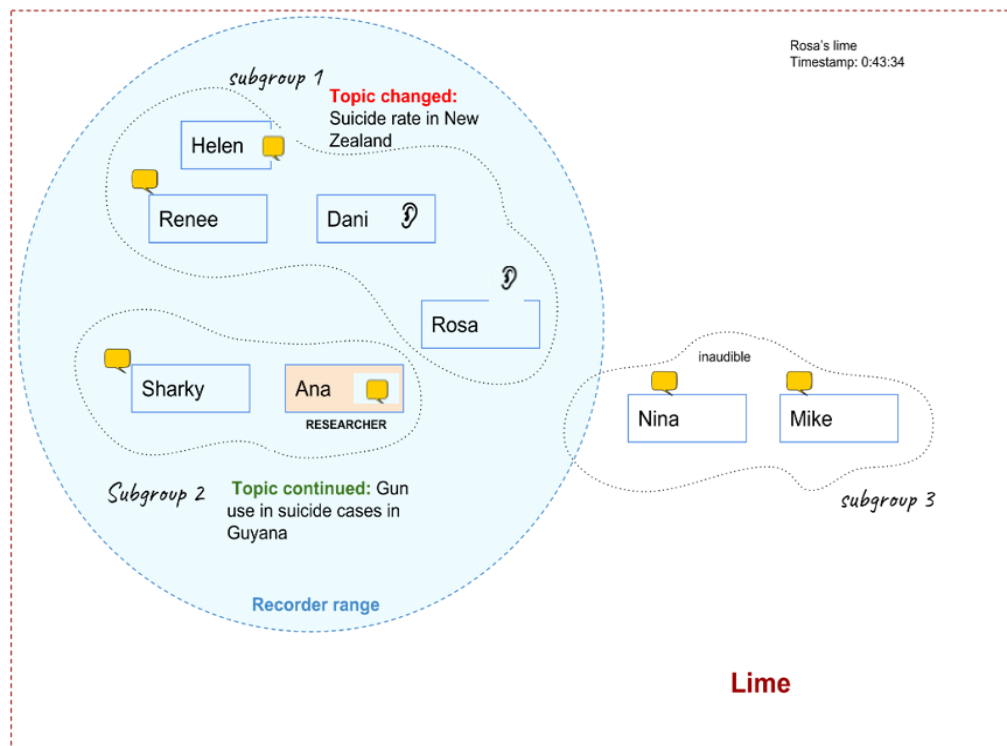 Rosa's lime
Timestamp: 0:43:34
subgroup 1
Topic changed:
Suicide rate in New
Zealand
Helen
Renee
Dani
Rosa
Sharky
Ana
RESEARCHER
inaudible
Nina
Mike
subgroup 3
Subgroup 2
Topic continued: Gun
use in suicide cases in
Guyana
Recorder range
Lime